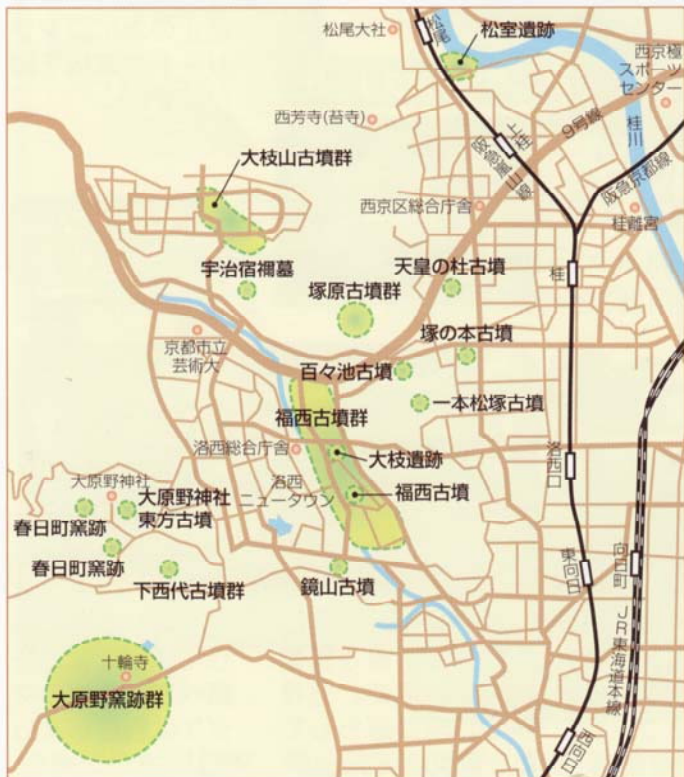 松尾大社
松尾
松室遺跡
西京極
スポーツ
センター
西芳寺(苔寺)
上桂
阪急嵐山線
9号線
桂川
阪急京都線
大枝山古墳群
西京区総合庁舎
桂離宮
宇治宿禰墓
塚原古墳群
天皇の杜古墳
桂
京都市立
芸術大
塚の本古墳
百々池古墳
一本松塚古墳
福西古墳群
洛西総合庁舎
大枝遺跡
洛西口
洛西
ニュータウン
福西古墳
大原野神社
大原野神社
東方古墳
春日町窯跡
春日町窯跡
下西代古墳群
鏡山古墳
東向日
向日町
JR東海道本線
十輪寺
大原野窯跡群
西向日